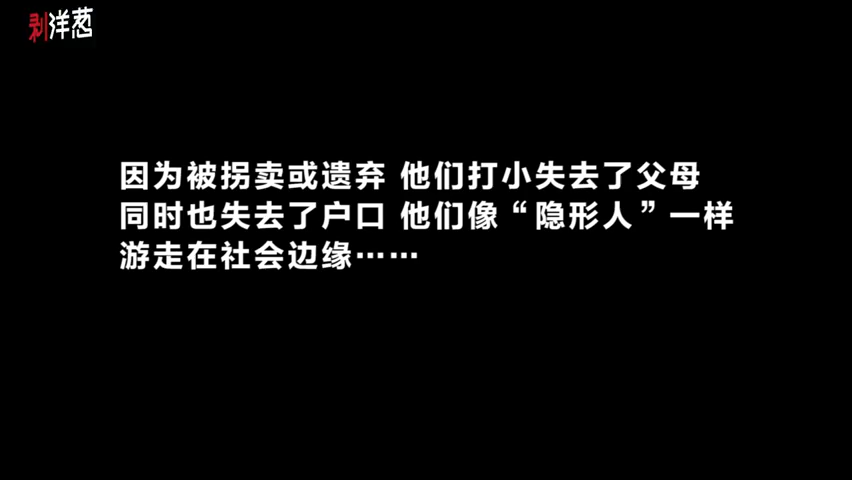 剥洋葱
因为被拐卖或遗弃 他们打小失去了父母
同时也失去了户口 他们像“隐形人”一样
游走在社会边缘……